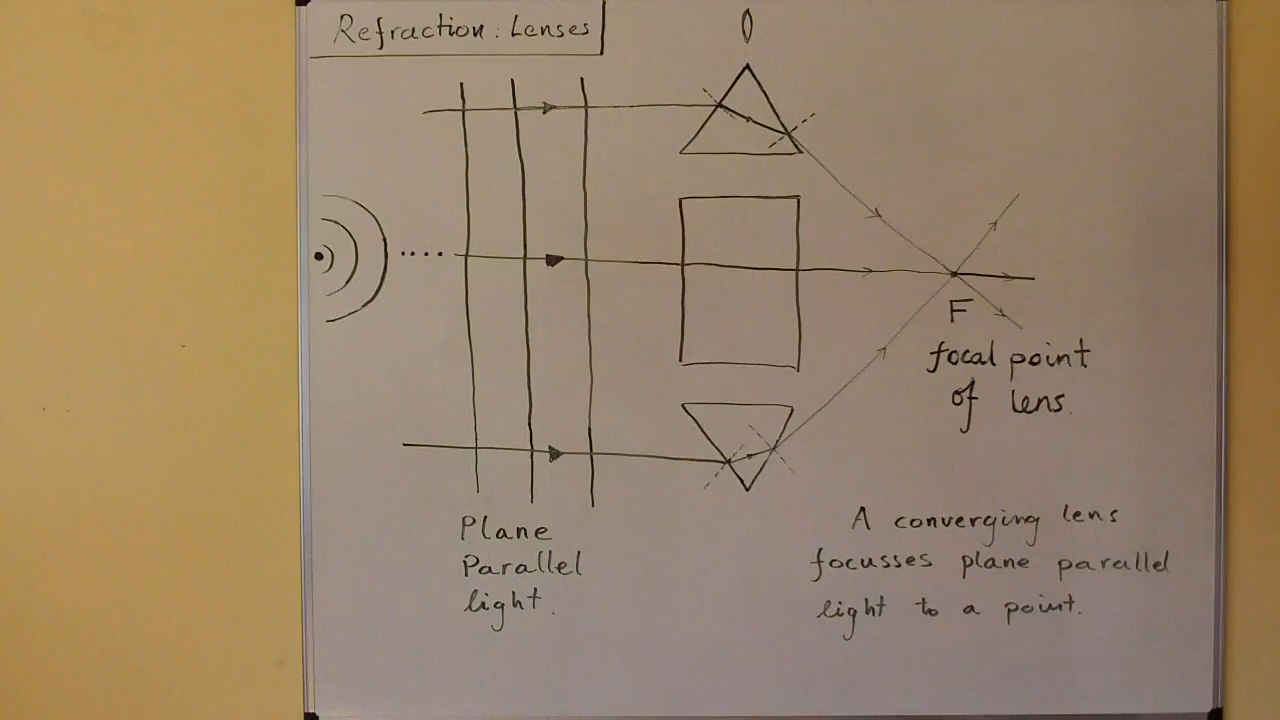 Refraction: Lenses
F
focal point
of lens.
Plane
Parallel
light.
A converging lens
focusses plane parallel
light to a point.